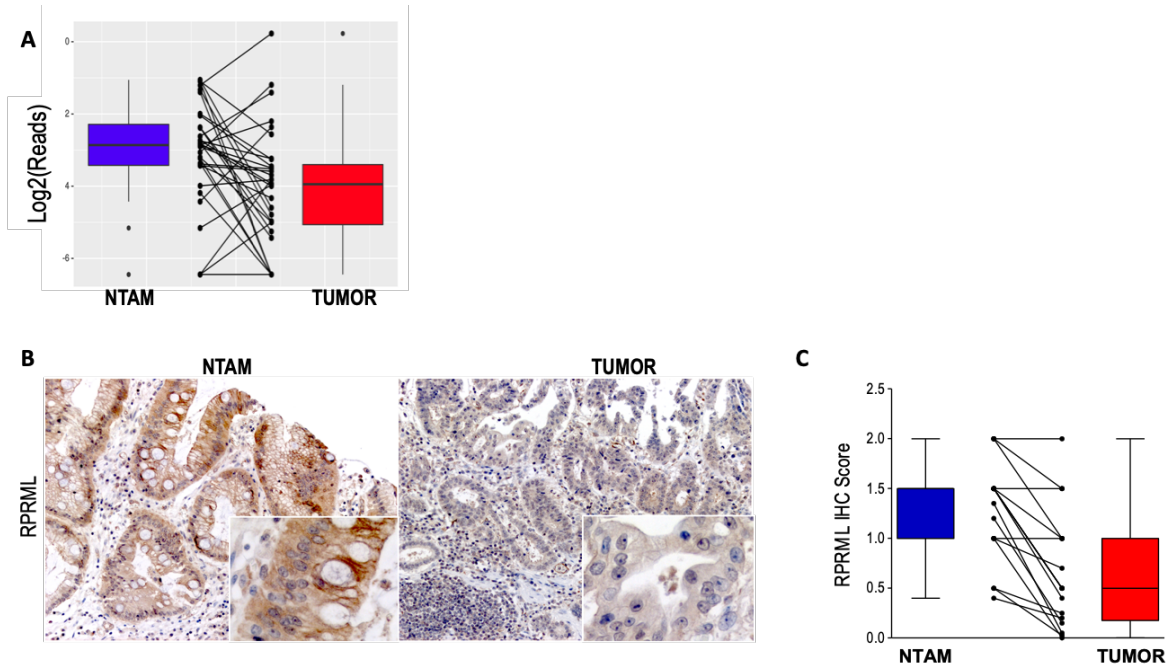 A
0
2
4
-6
Log2(Reads)
NTAM
TUMOR
B
NTAM
TUMOR
RPRML
C
2.5
2.0
1.5
1.0
0.5
0.0
RPRML IHC Score
NTAM
TUMOR